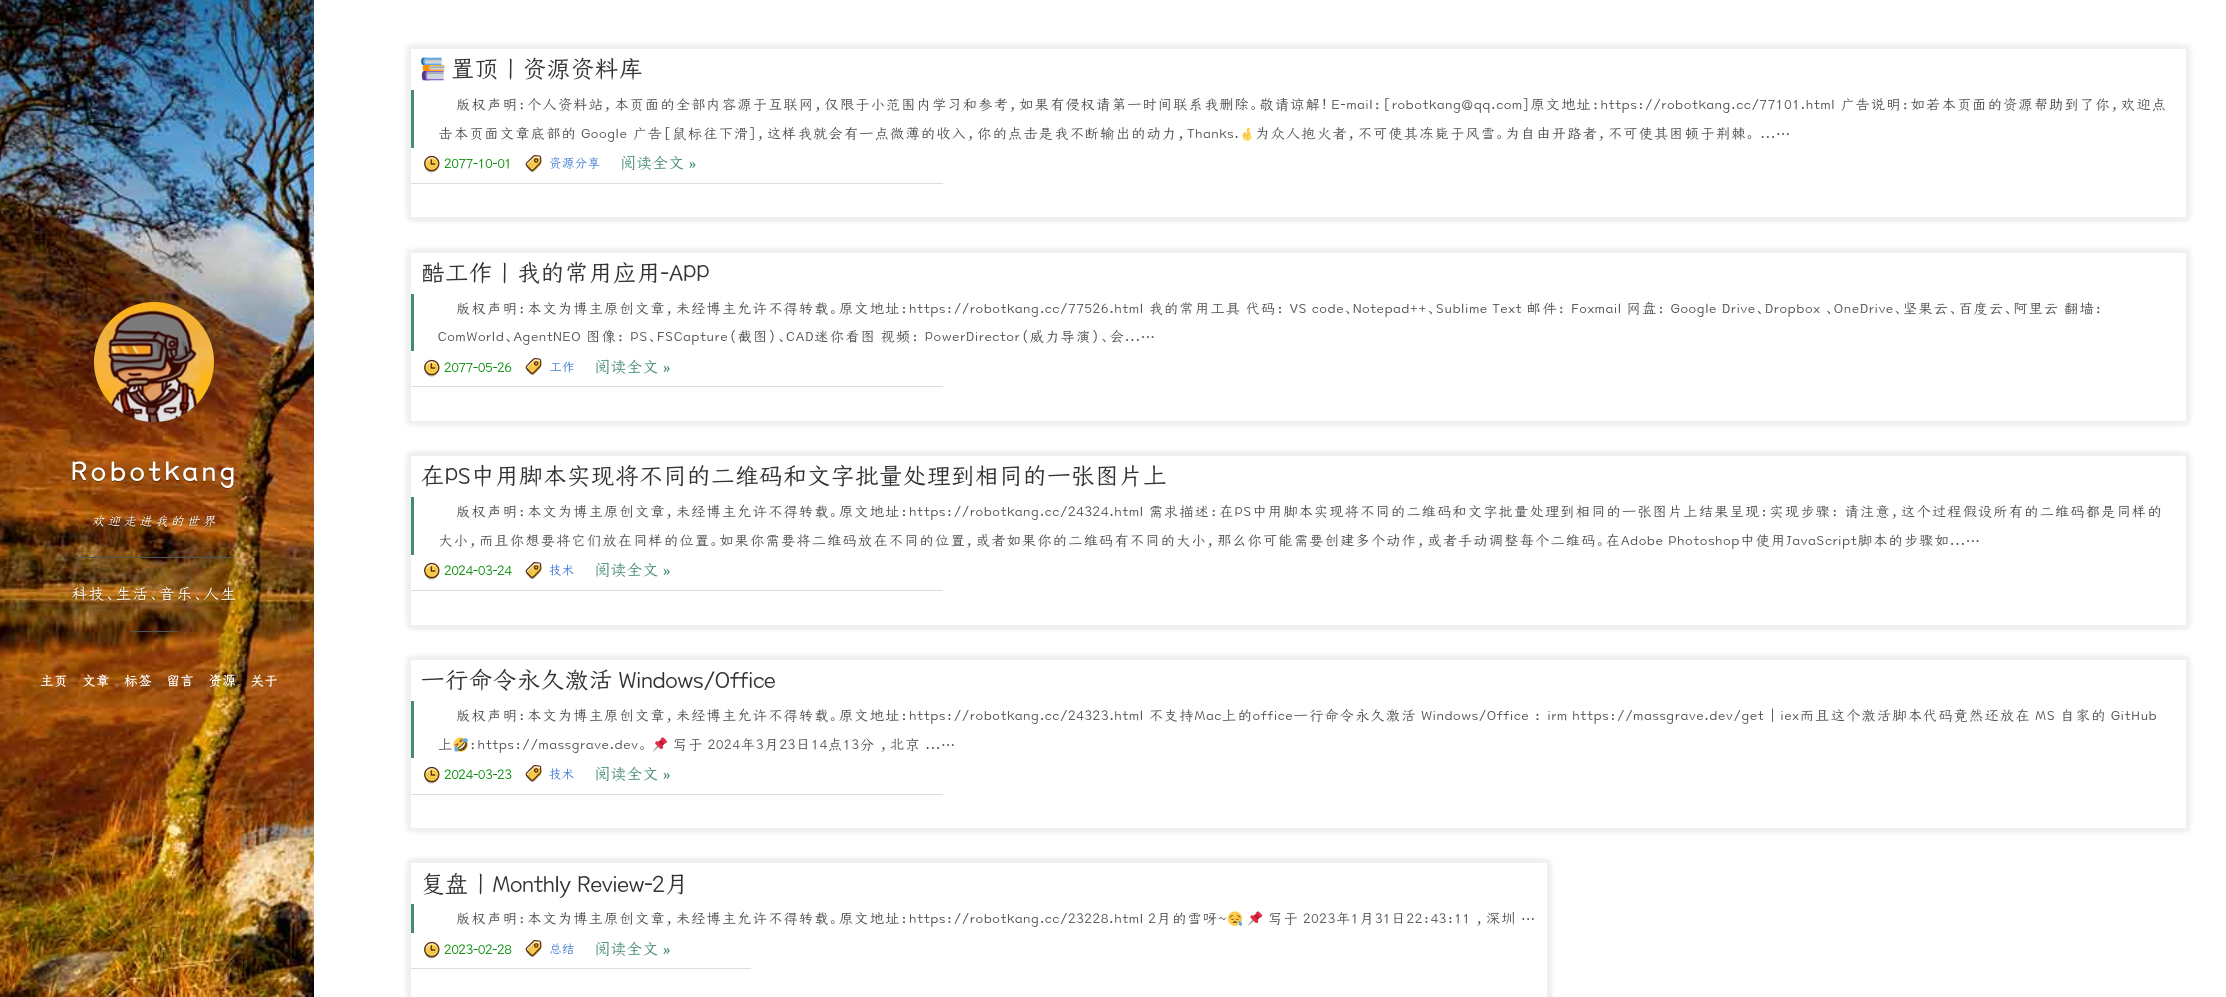 Robotkang
欢迎走进我的世界
科技、生活、音乐、人生
主页 文章 标签 留言 资源 关于
📚 置顶丨资源资料库
版权声明:个人资料站,本页面的全部内容源于互联网,仅限于小范围内学习和参考,如果有侵权请第一时间联系我删除。敬请谅解! E-mail:[robotkang@qq.com]原文地址:https://robotkang.cc/77101.html 广告说明:如若本页面的资源帮助到了你,欢迎点
击本页面文章底部的 Google 广告[鼠标往下滑],这样我就会有一点微薄的收入,你的点击是我不断输出的动力,Thanks.🤞为众人抱火者,不可使其冻毙于风雪。为自由开路者,不可使其困顿于荆棘。 ...…
2077-10-01 资源分享 阅读全文 »
酷工作丨我的常用应用-APP
版权声明:本文为博主原创文章,未经博主允许不得转载。原文地址:https://robotkang.cc/77526.html 我的常用工具 代码: VS code、Notepad++、Sublime Text 邮件: Foxmail 网盘: Google Drive、Dropbox 、OneDrive、坚果云、百度云、阿里云 翻墙:
ComWorld、AgentNEO 图像: PS、FSCapture(截图)、CAD迷你看图 视频: PowerDirector(威力导演)、会...…
2077-05-26 工作 阅读全文 »
在PS中用脚本实现将不同的二维码和文字批量处理到相同的一张图片上
版权声明:本文为博主原创文章,未经博主允许不得转载。原文地址:https://robotkang.cc/24324.html 需求描述:在PS中用脚本实现将不同的二维码和文字批量处理到相同的一张图片上结果呈现:实现步骤: 请注意,这个过程假设所有的二维码都是同样的
大小,而且你想要将它们放在同样的位置。如果你需要将二维码放在不同的位置,或者如果你的二维码有不同的大小,那么你可能需要创建多个动作,或者手动调整每个二维码。在Adobe Photoshop中使用JavaScript脚本的步骤如...…
2024-03-24 技术 阅读全文 »
一行命令永久激活 Windows/Office
版权声明:本文为博主原创文章,未经博主允许不得转载。原文地址:https://robotkang.cc/24323.html 不支持Mac上的office一行命令永久激活 Windows/Office : irm https://massgrave.dev/get | iex而且这个激活脚本代码竟然还放在 MS 自家的 GitHub
上🤣:https://massgrave.dev。 📌 写于 2024年3月23日14点13分 ,北京 ...…
2024-03-23 技术 阅读全文 »
复盘丨Monthly Review-2月
版权声明:本文为博主原创文章,未经博主允许不得转载。原文地址:https://robotkang.cc/23228.html 2月的雪呀~😪 📌 写于 2023年1月31日22:43:11 ,深圳 …
2023-02-28 总结 阅读全文 »